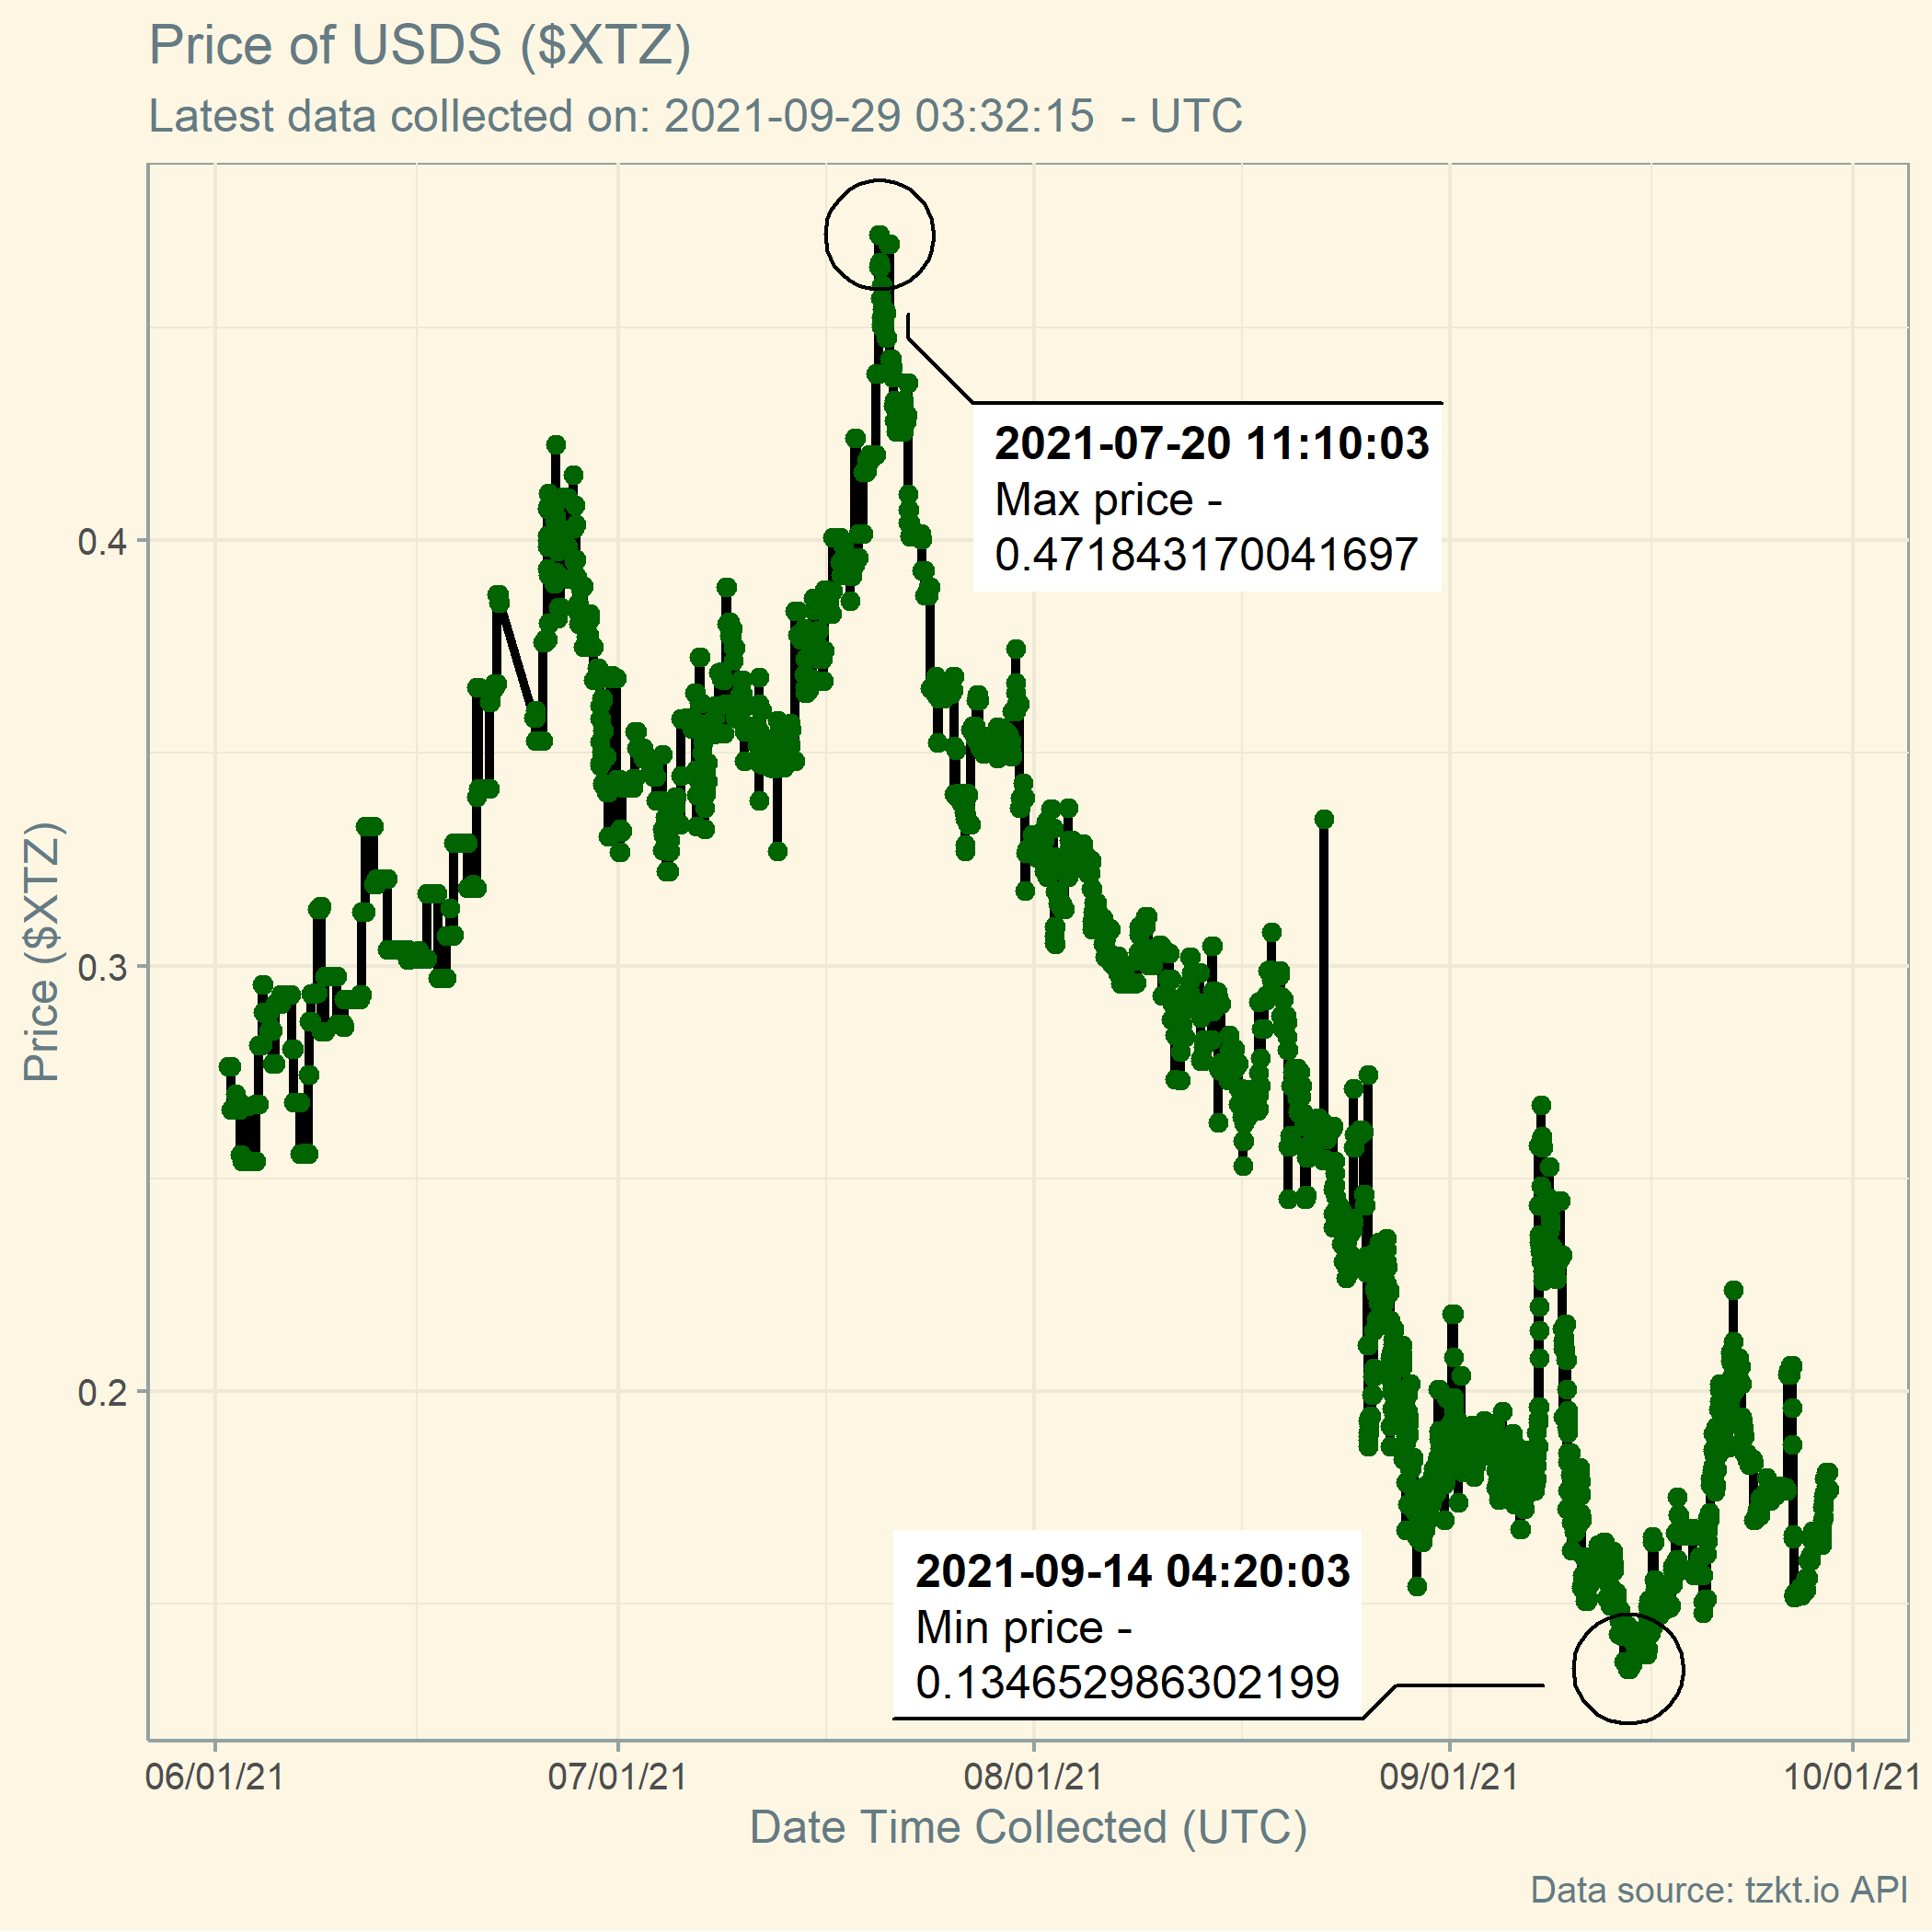 Price of USDS ($XTZ)
Latest data collected on: 2021-09-29 03:32:15  - UTC
2021-07-20 11:10:03
Max price -
0.471843170041697
0.4
0.3
0.2
Price ($XTZ)
2021-09-14 04:20:03
Min price -
0.134652986302199
06/01/21 07/01/21 08/01/21 09/01/21 10/01/21
Date Time Collected (UTC)
Data source: tzkt.io API